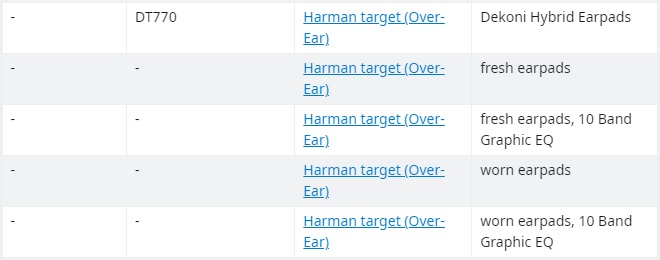 - DT770 Harman target (Over- Dekoni Hybrid Earpads
Ear)
- - Harman target (Over- fresh earpads
Ear)
- - Harman target (Over- fresh earpads, 10 Band
Ear) Graphic EQ
- - Harman target (Over- worn earpads
Ear)
- - Harman target (Over- worn earpads, 10 Band
Ear) Graphic EQ